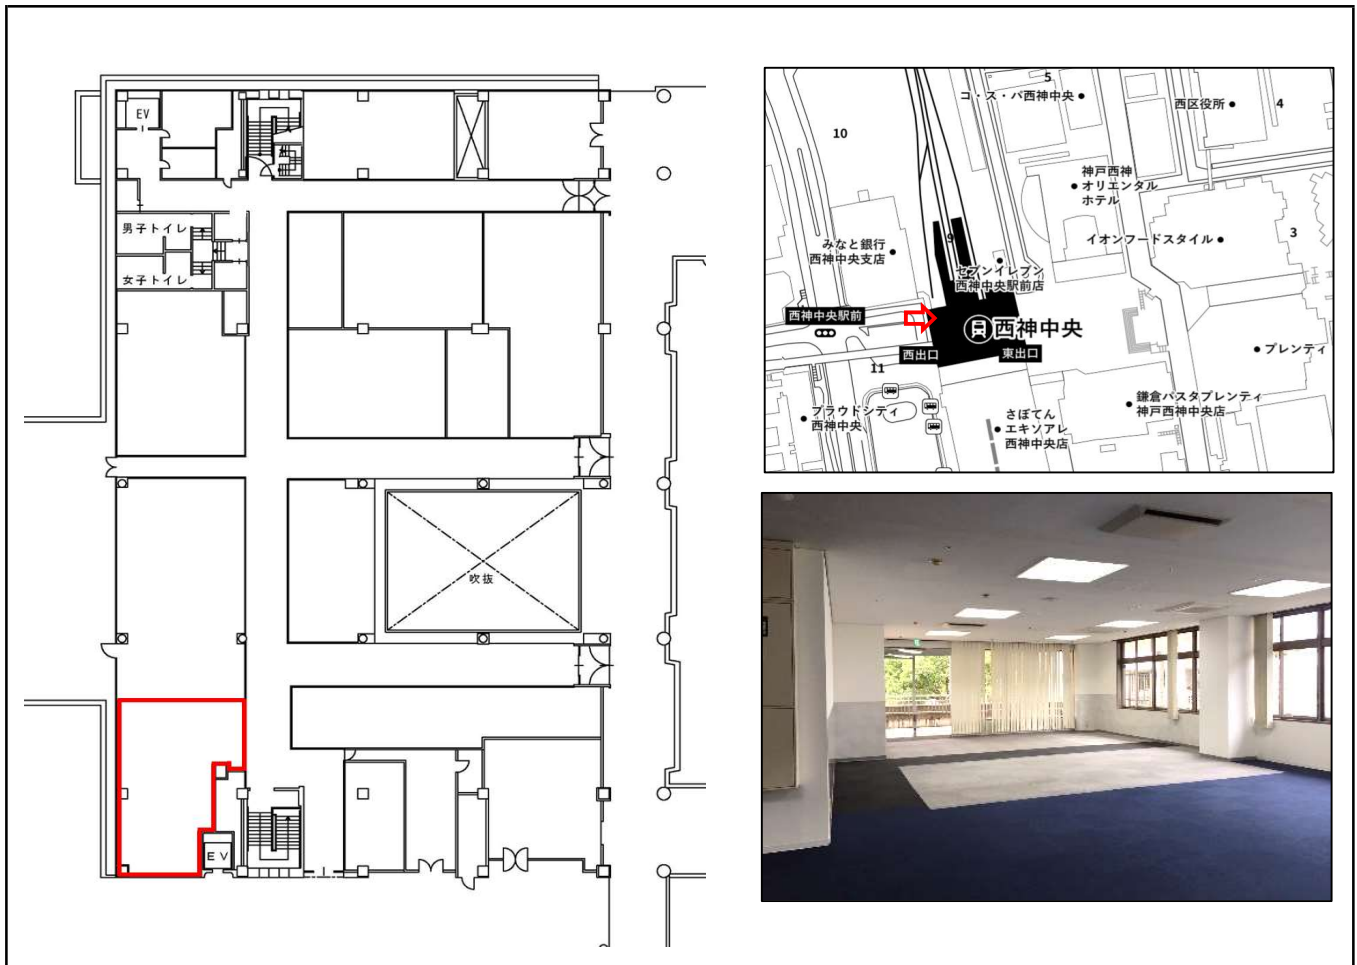 EV
男子トイレ
女子トイレ
吹抜
EV
5
コ・ス・パ西神中央
西区役所
4
10
神戸西神
オリエンタル
ホテル
みなと銀行
西神中央支店
9
イオンフードスタイル
3
セブンイレブン
西神中央駅前店
西神中央駅前
西神中央
西出口
東出口
プレンティ
11
プラウドシティ
西神中央
さぼてん
エキソアレ
西神中央店
鎌倉パスタプレンティ
神戸西神中央店